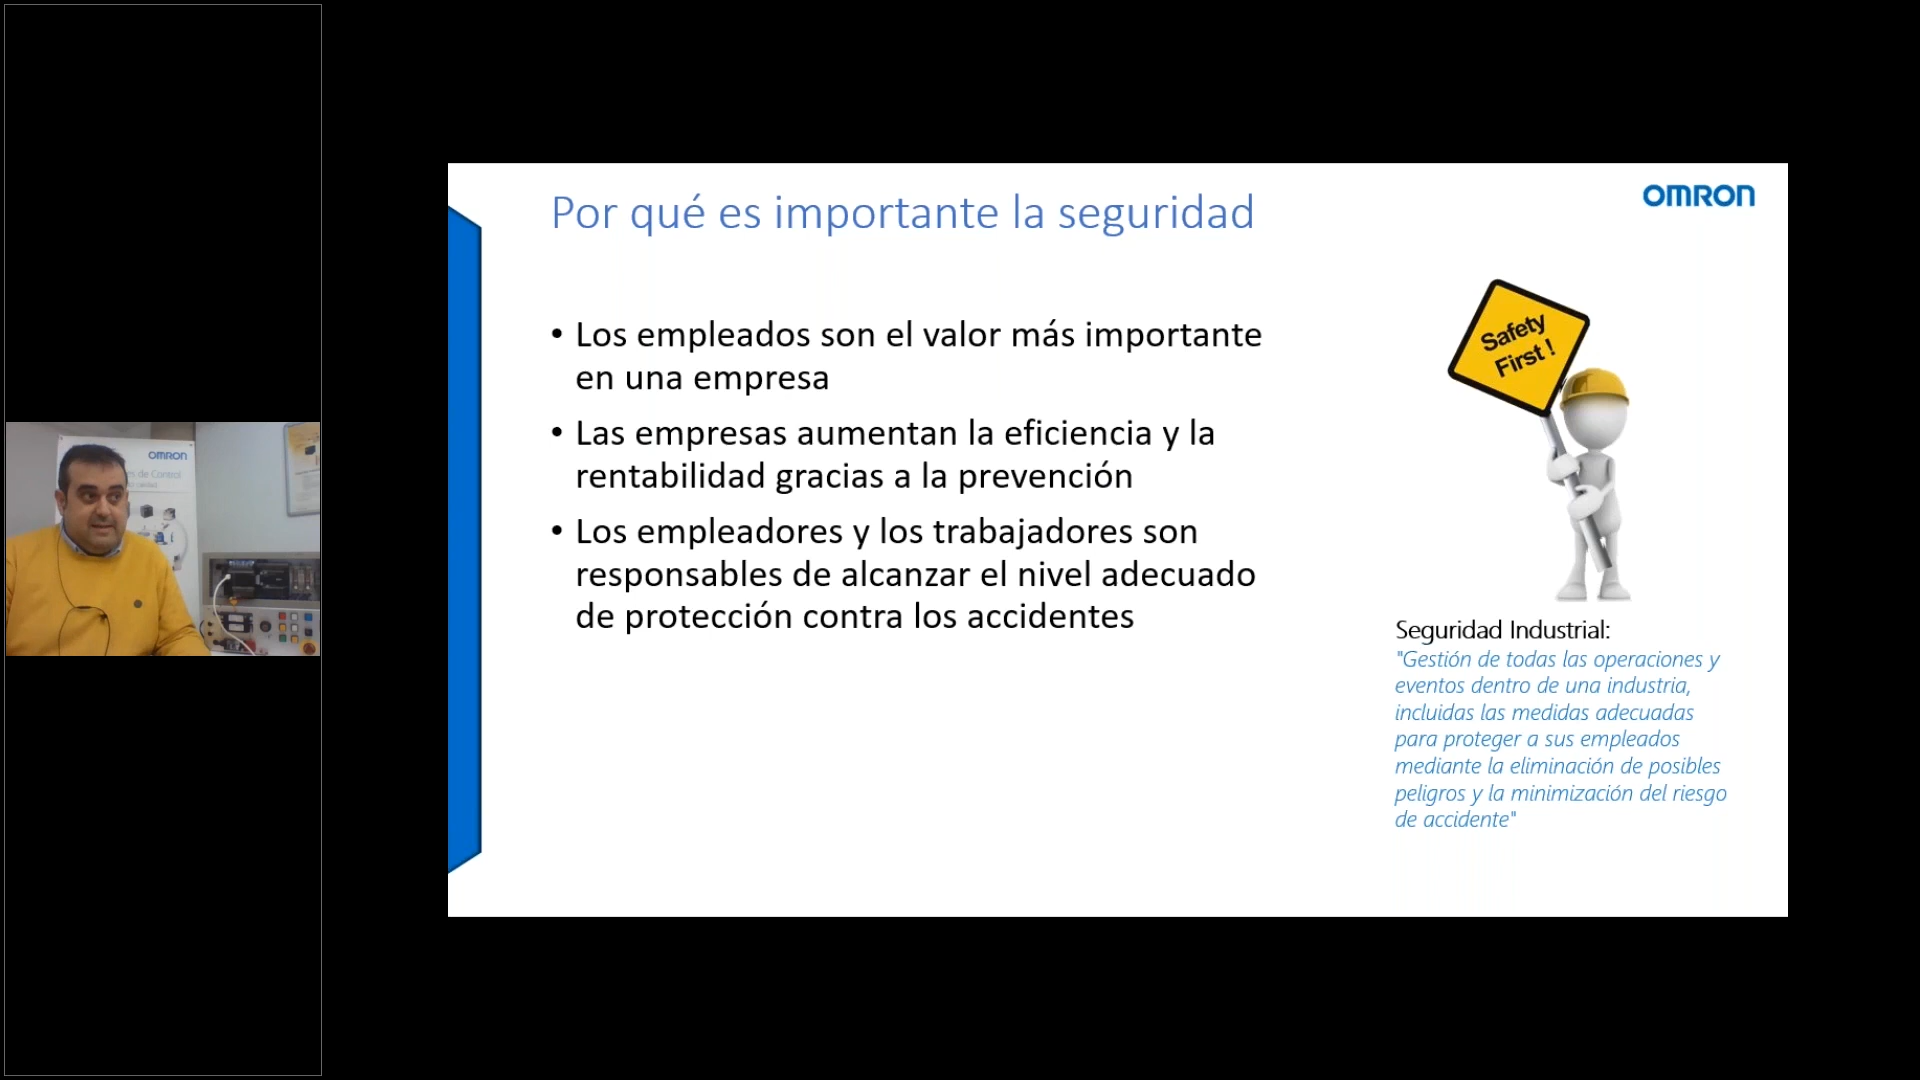 Por qué es importante la seguridad
OMRON
• Los empleados son el valor más importante
en una empresa
• Las empresas aumentan la eficiencia y la
rentabilidad gracias a la prevención
• Los empleadores y los trabajadores son
responsables de alcanzar el nivel adecuado
de protección contra los accidentes
Safety
First !
Seguridad Industrial:
"Gestión de todas las operaciones y
eventos dentro de una industria,
incluidas las medidas adecuadas
para proteger a sus empleados
mediante la eliminación de posibles
peligros y la minimización del riesgo
de accidente"
OMRON
de Control